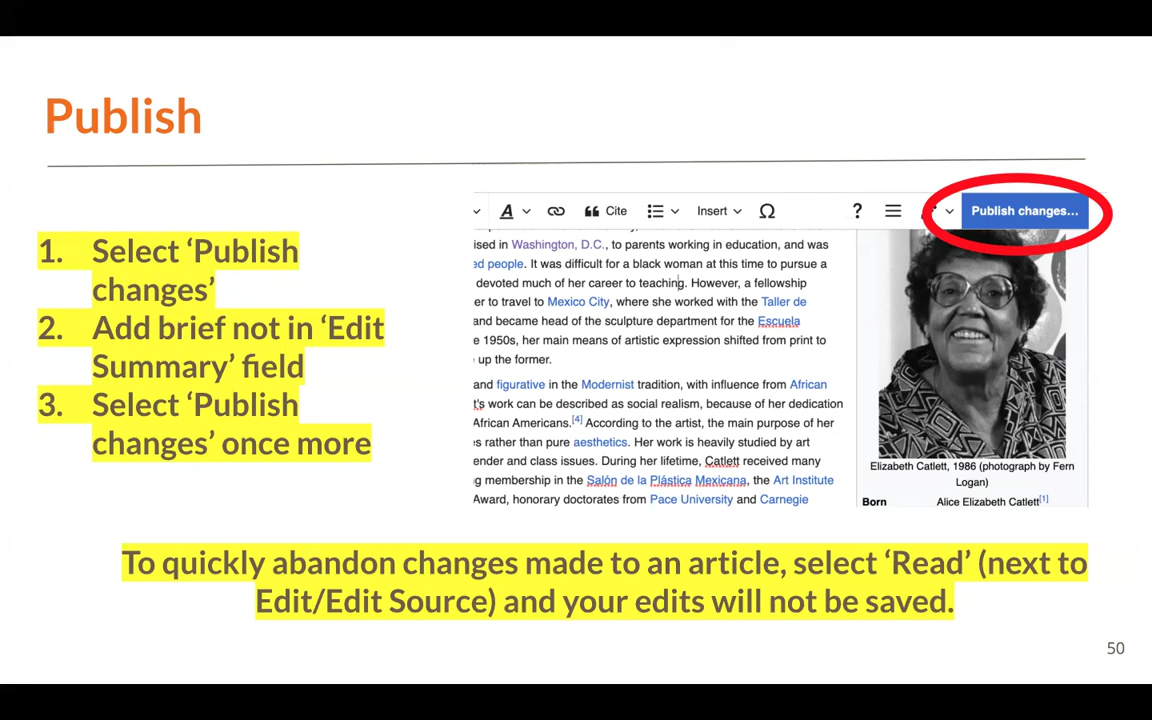 Publish
1. Select ‘Publish
changes’
2. Add brief not in ‘Edit
Summary’ field
3. Select ‘Publish
changes’ once more
A Cite Insert Ω ? Publish changes...
ised in Washington, D.C., to parents working in education, and was
ed people. It was difficult for a black woman at this time to pursue a
devoted much of her career to teaching. However, a fellowship
er to travel to Mexico City, where she worked with the Taller de
and became head of the sculpture department for the Escuela
e 1950s, her main means of artistic expression shifted from print to
up the former.
and figurative in the Modernist tradition, with influence from African
t's work can be described as social realism, because of her dedication
African Americans.[4] According to the artist, the main purpose of her
s rather than pure aesthetics. Her work is heavily studied by art
ender and class issues. During her lifetime, Catlett received many
g membership in the Salón de la Plástica Mexicana, the Art Institute
Award, honorary doctorates from Pace University and Carnegie
Elizabeth Catlett, 1986 (photograph by Fern
Logan)
Born Alice Elizabeth Catlett[1]
To quickly abandon changes made to an article, select ‘Read’ (next to
Edit/Edit Source) and your edits will not be saved.
50